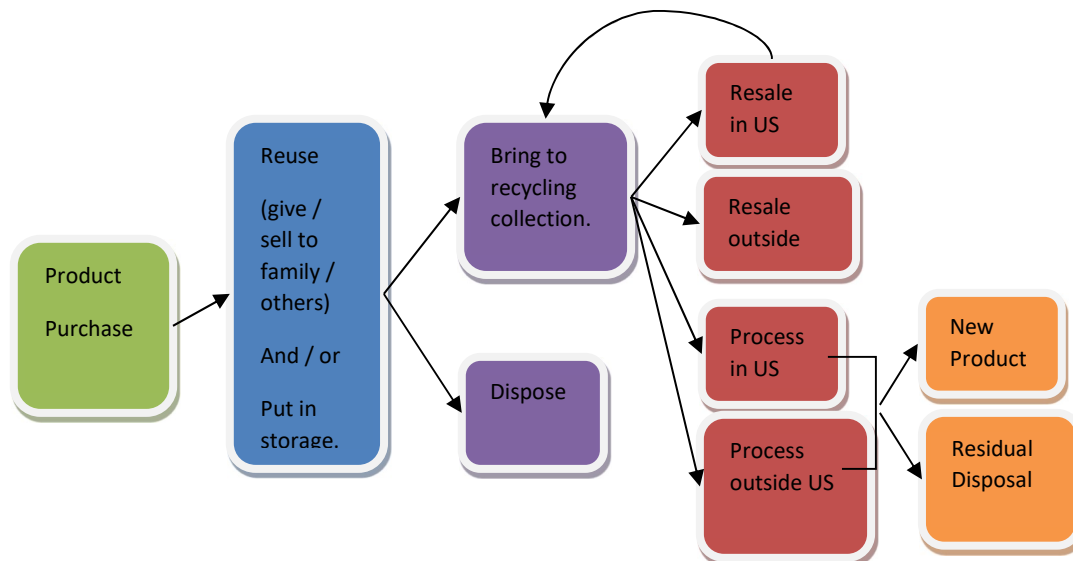 Product
Purchase
Reuse
(give /
sell to
family /
others)
And / or
Put in
storage.
Bring to
recycling
collection.
Dispose
Resale
in US
Resale
outside
Process
in US
Process
outside US
New
Product
Residual
Disposal